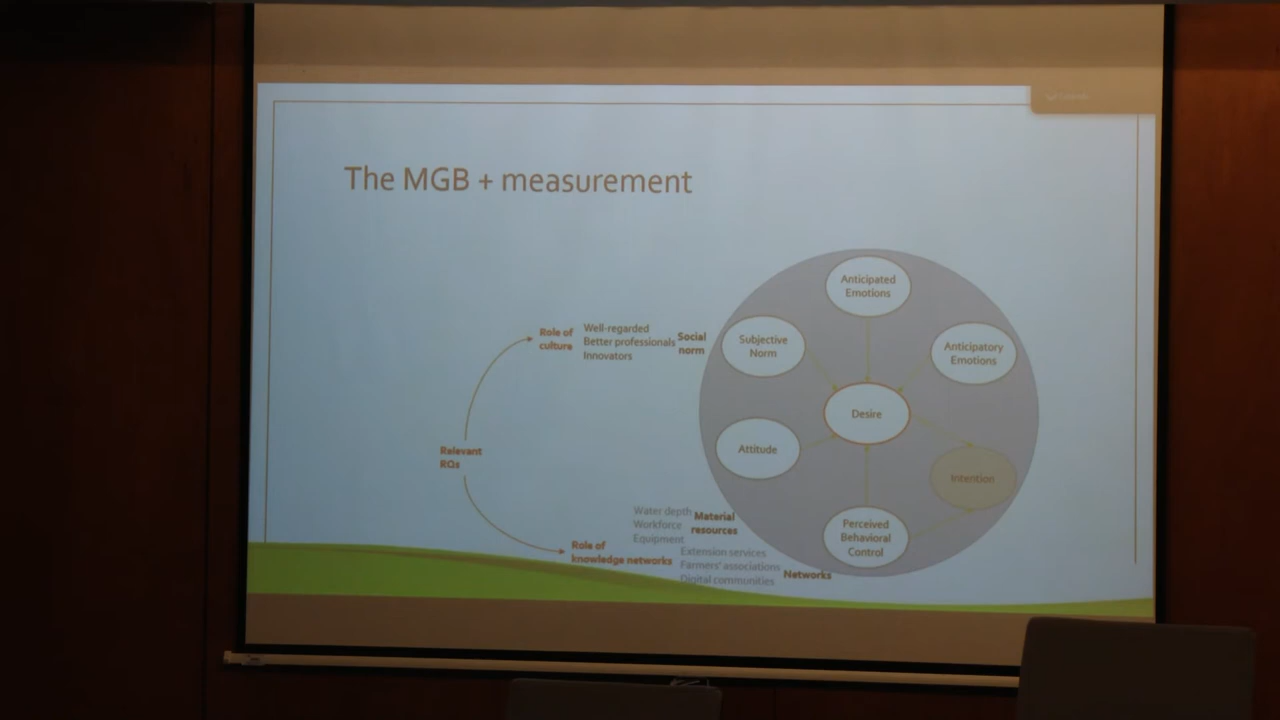 The MGB + measurement
Anticipated
Emotions
Role of
culture
Well-regarded
Better professionals
Innovators
Social
norm
Subjective
Norm
Anticipatory
Emotions
Desire
Attitude
Relevant
RQs
Intention
Water depth
Workforce
Equipment
Material
resources
Perceived
Behavioral
Control
Role of
knowledge networks
Extension services
Farmers' associations
Digital communities
Networks